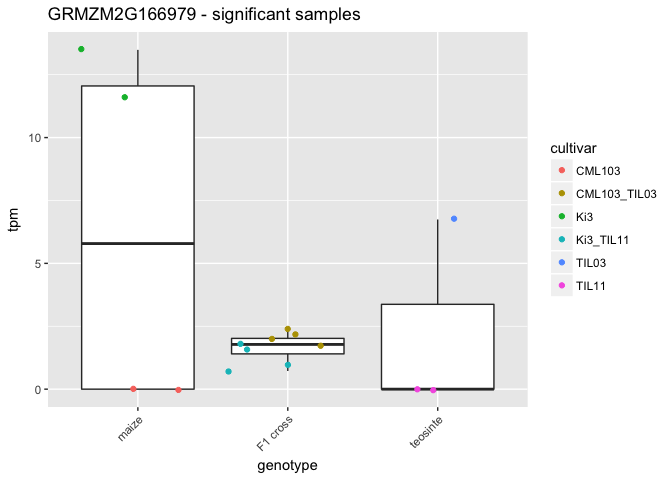 GRMZM2G166979 - significant samples
tpm
10
5
0
maize
F1 cross
teosinte
genotype
cultivar
CML103
CML103_TIL03
Ki3
Ki3_TIL11
TIL03
TIL11